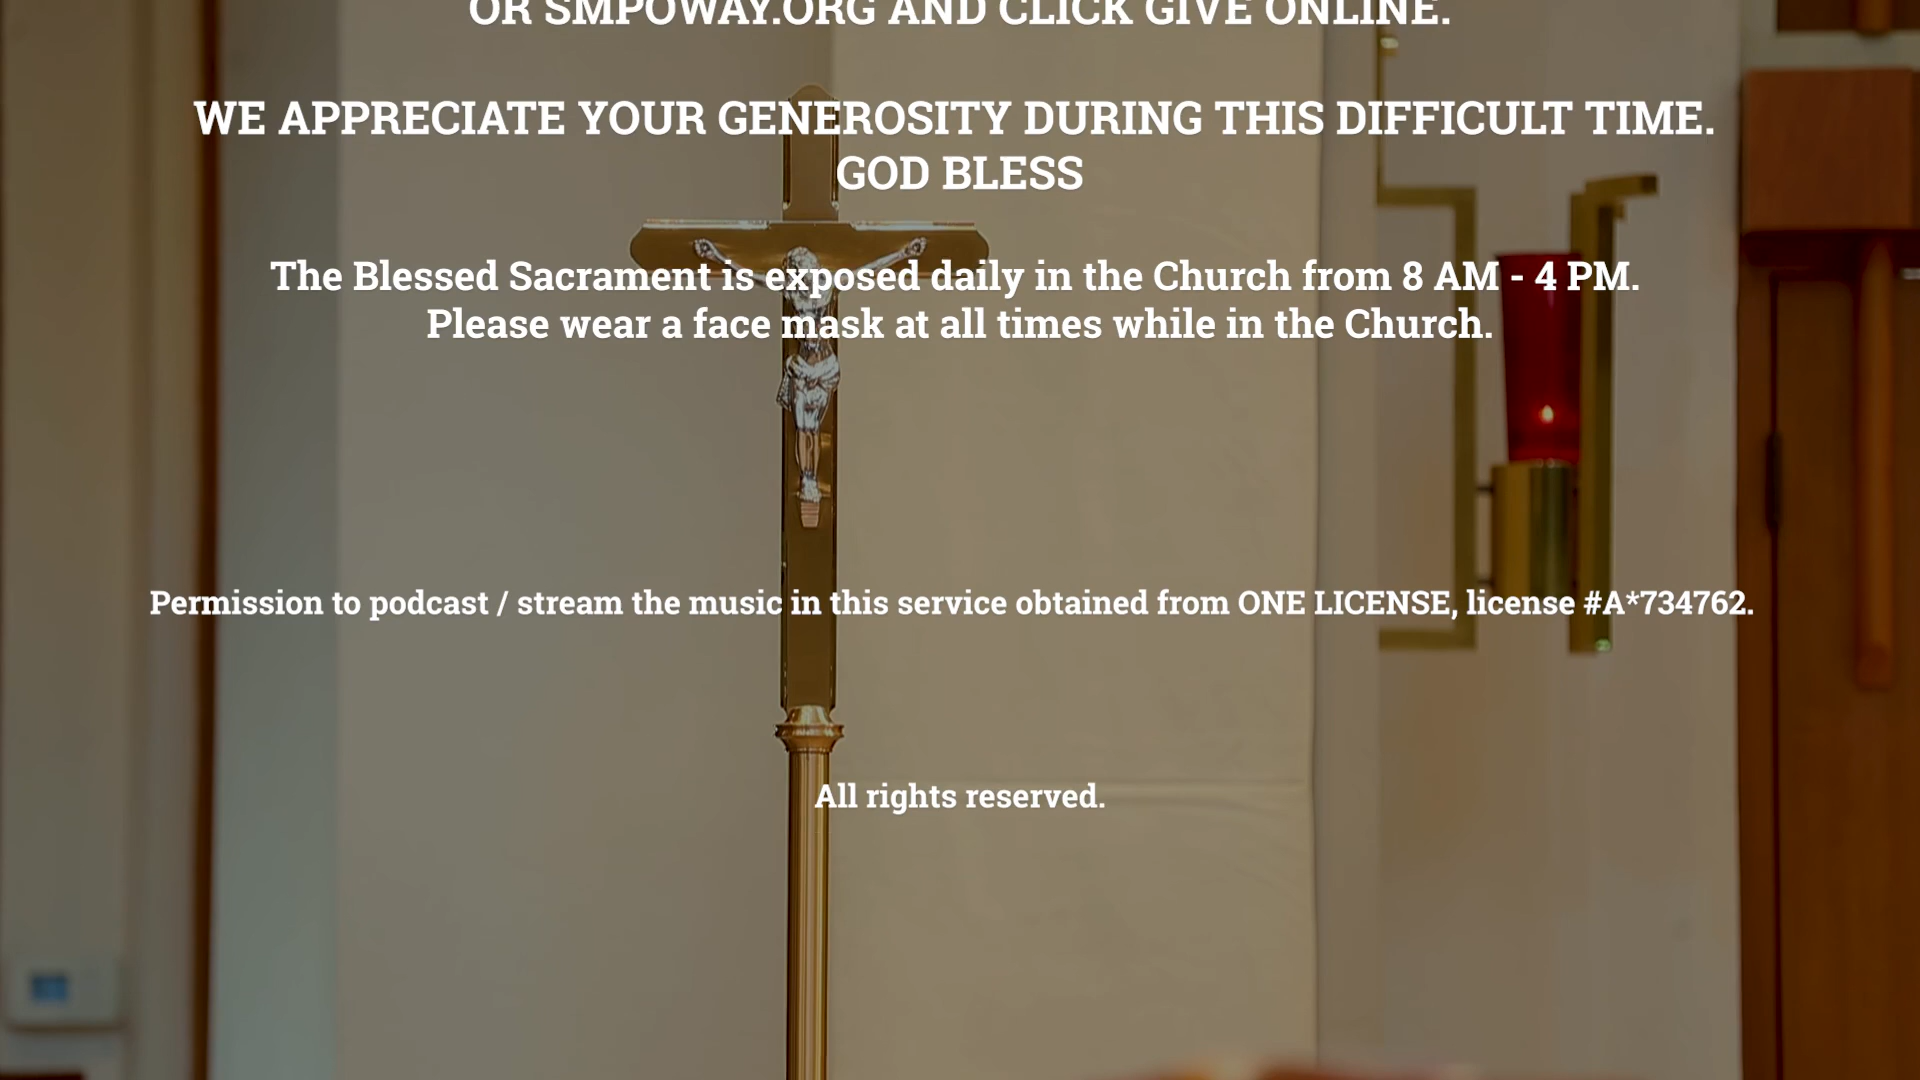 OR SMPOWAY.ORG AND CLICK GIVE ONLINE.
WE APPRECIATE YOUR GENEROSITY DURING THIS DIFFICULT TIME.
GOD BLESS
The Blessed Sacrament is exposed daily in the Church from 8 AM - 4 PM.
Please wear a face mask at all times while in the Church.
Permission to podcast / stream the music in this service obtained from ONE LICENSE, license #A*734762.
All rights reserved.